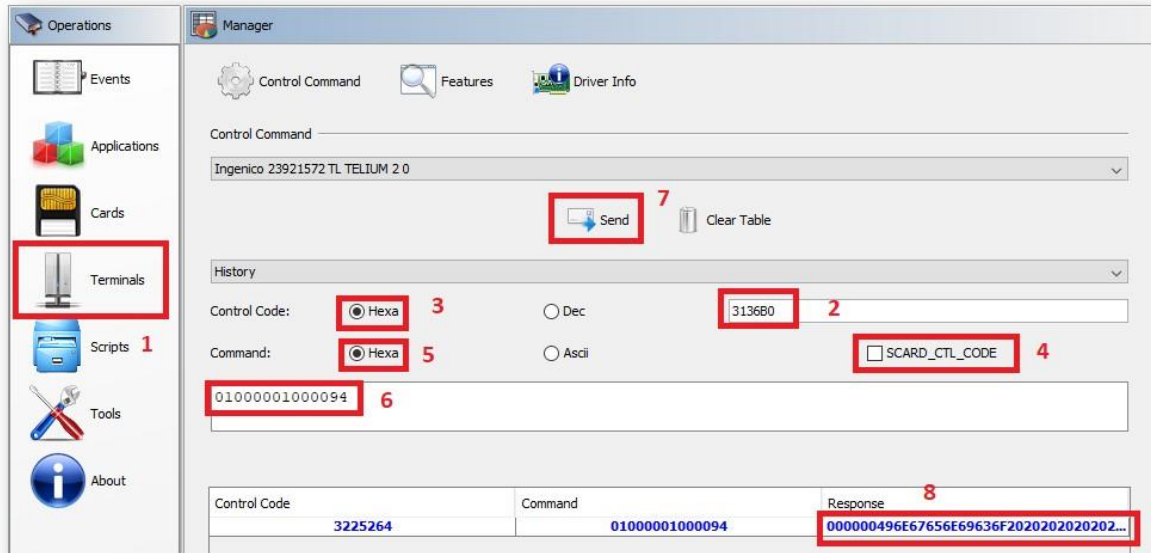 Operations
Manager
Events
Control Command
Features
Driver Info
Control Command
Applications
Ingenico 23921572 TL TELIUM 2 0
Cards
Send
7
Clear Table
Terminals
History
Control Code:
Hexa
3
Dec
3136B0
2
Scripts
1
Command:
Hexa
5
Ascii
SCARD_CTL_CODE
4
01000001000094
6
Tools
About
8
Control Code
Command
Response
3225264
01000001000094
000000496E67656E69636F2020202020202...